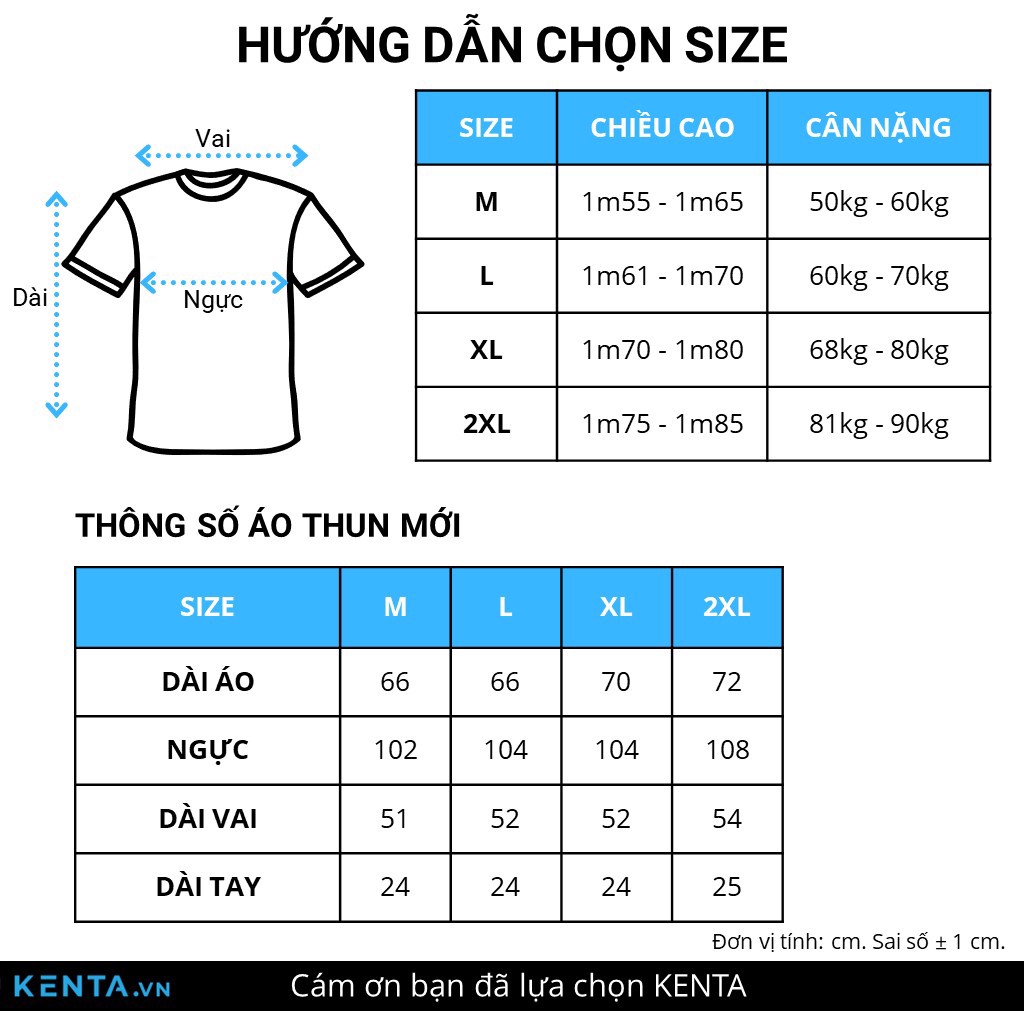 HƯỚNG DẪN CHỌN SIZE
Vai
Dài
Ngực
SIZE CHIỀU CAO CÂN NẶNG
M 1m55 - 1m65 50kg - 60kg
L 1m61 - 1m70 60kg - 70kg
XL 1m70 - 1m80 68kg - 80kg
2XL 1m75 - 1m85 81kg - 90kg
THÔNG SỐ ÁO THUN MỚI
SIZE M L XL 2XL
DÀI ÁO 66 66 70 72
NGỰC 102 104 104 108
DÀI VAI 51 52 52 54
DÀI TAY 24 24 24 25
Đơn vị tính: cm. Sai số ± 1 cm.
KENTA.VN Cám ơn bạn đã lựa chọn KENTA